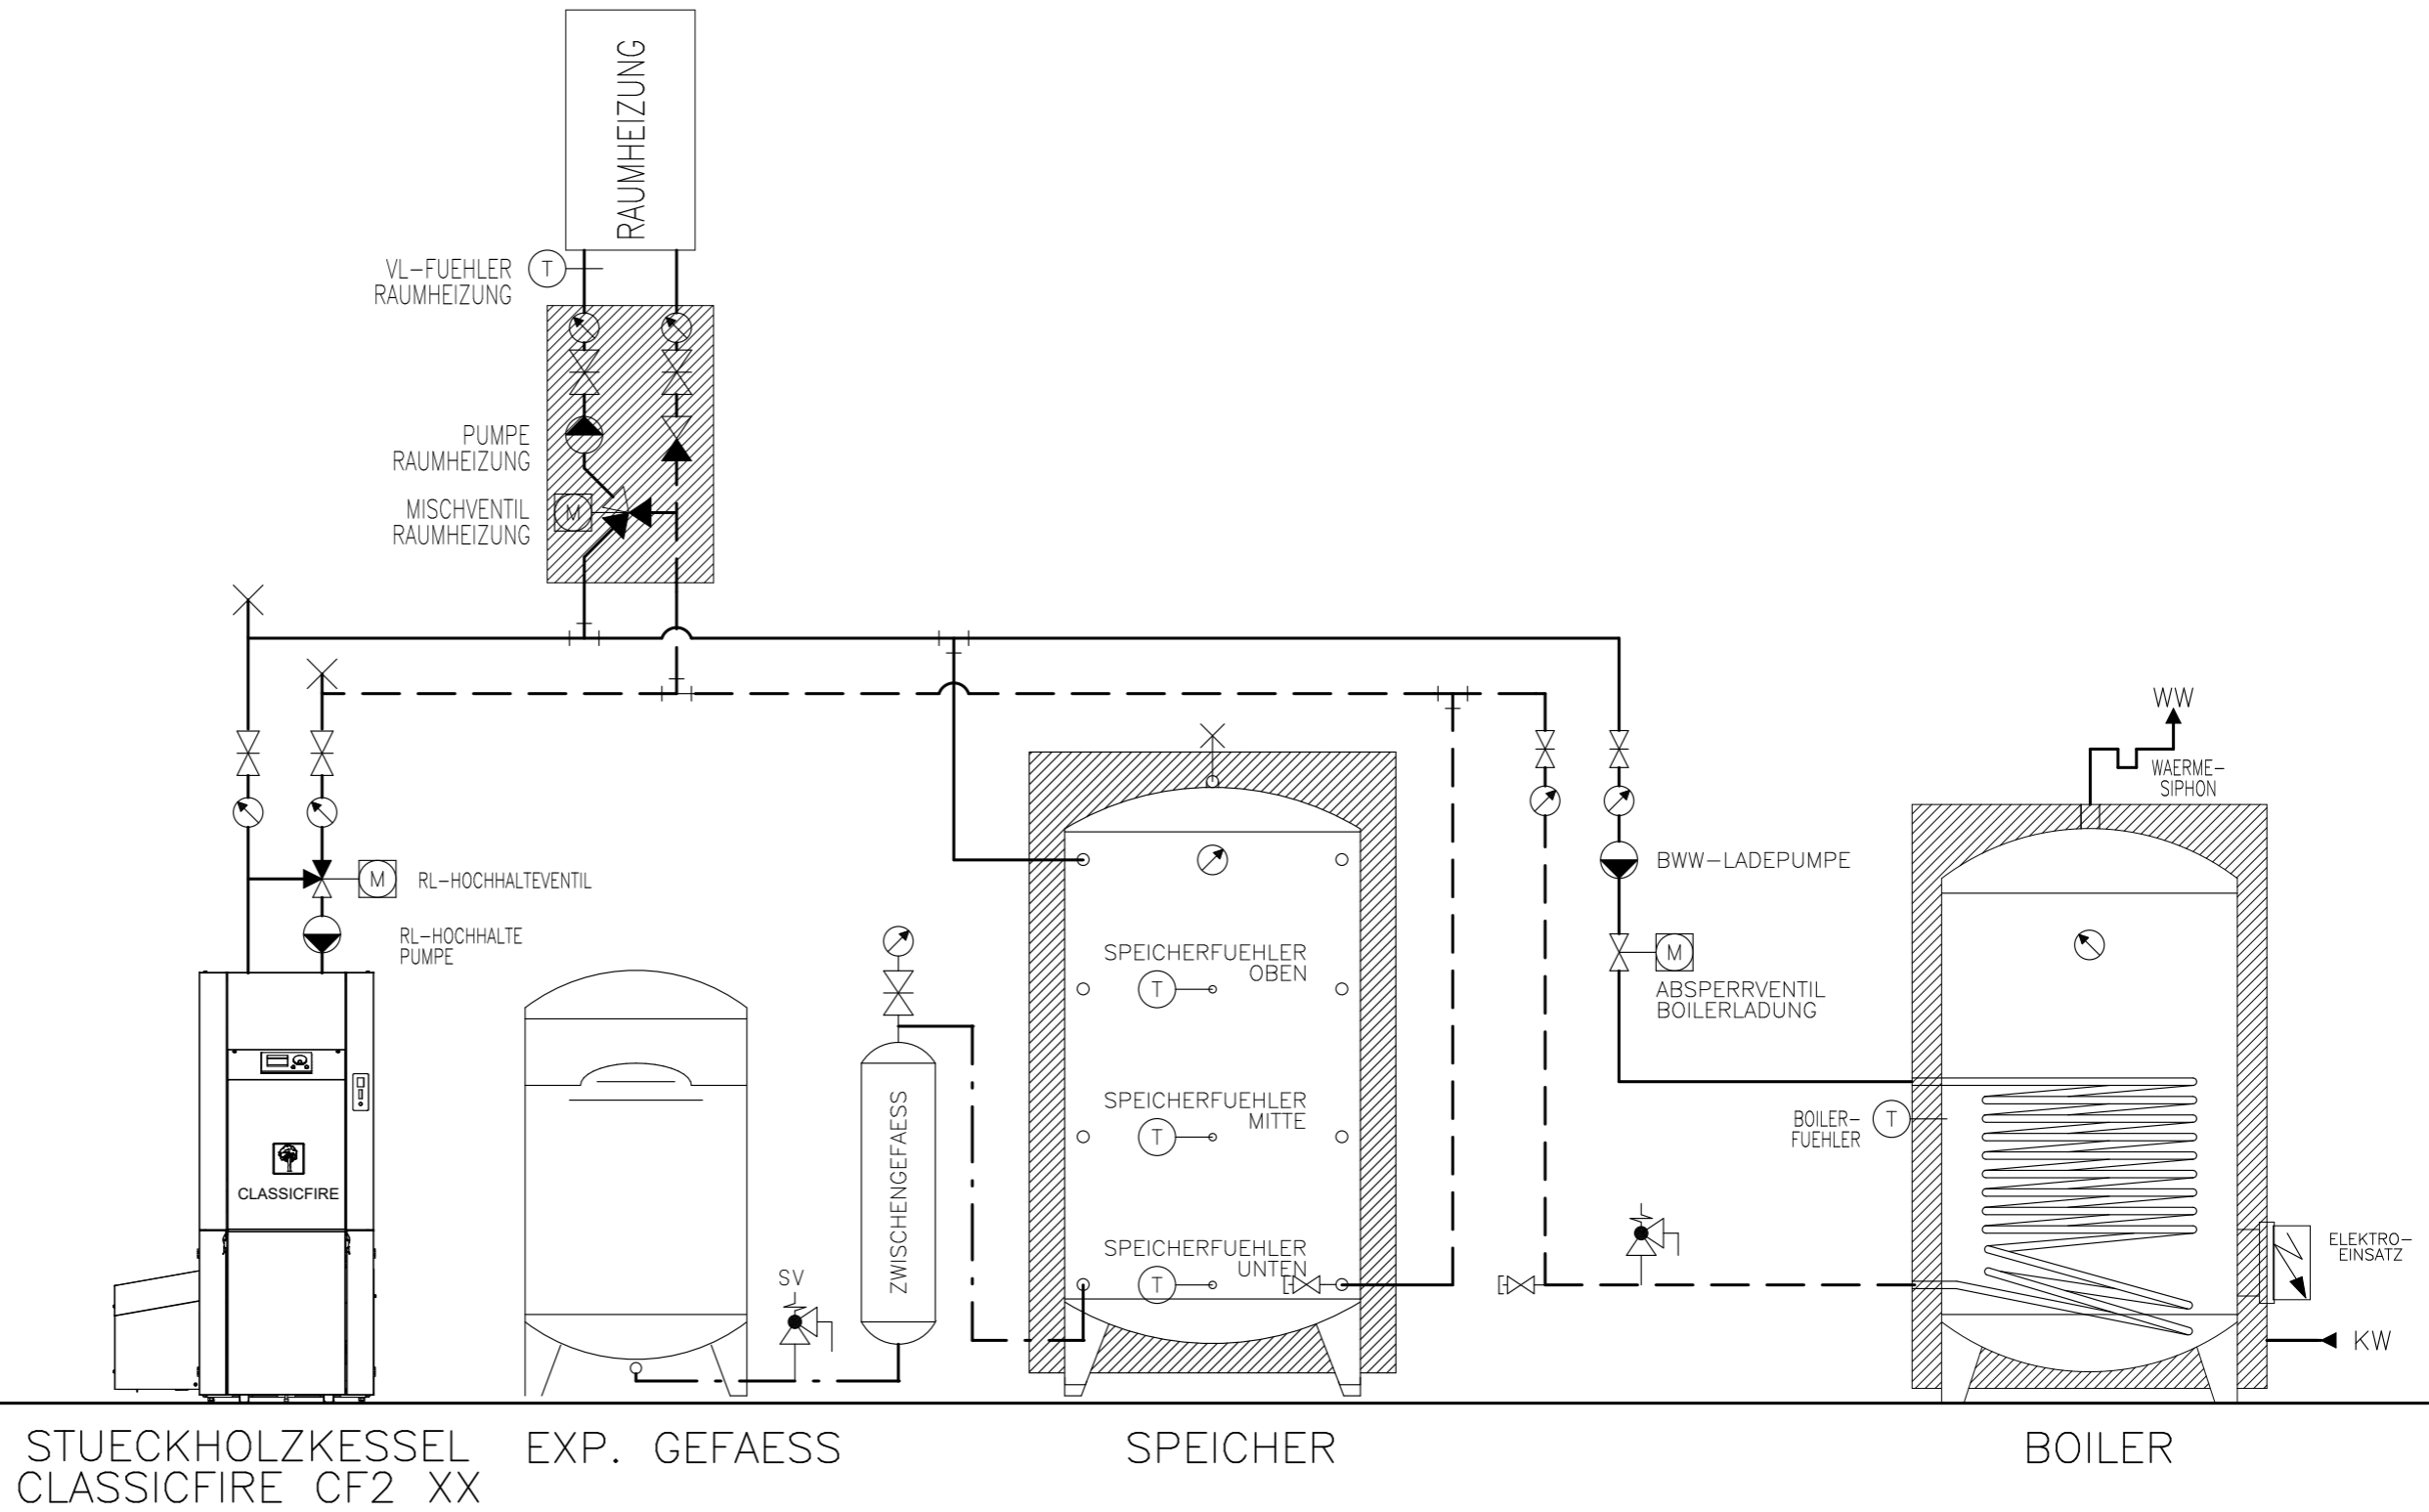 RAUMHEIZUNG
VL-FUEHLER
RAUMHEIZUNG
T
PUMPE
RAUMHEIZUNG
MISCHVENTIL
RAUMHEIZUNG
M
WW
WAERME-
SIPHON
M
RL-HOCHHALTEVENTIL
RL-HOCHHALTE
PUMPE
BWW-LADEPUMPE
SPEICHERFUEHLER
OBEN
T
M
ABSPERRVENTIL
BOILERLADUNG
SPEICHERFUEHLER
MITTE
T
BOILER-
FUEHLER
T
CLASSICFIRE
ZWISCHENGEFAESS
SPEICHERFUEHLER
UNTEN
T
SV
ELEKTRO-
EINSATZ
KW
STUECKHOLZKESSEL
CLASSICFIRE CF2 XX
EXP. GEFAESS
SPEICHER
BOILER